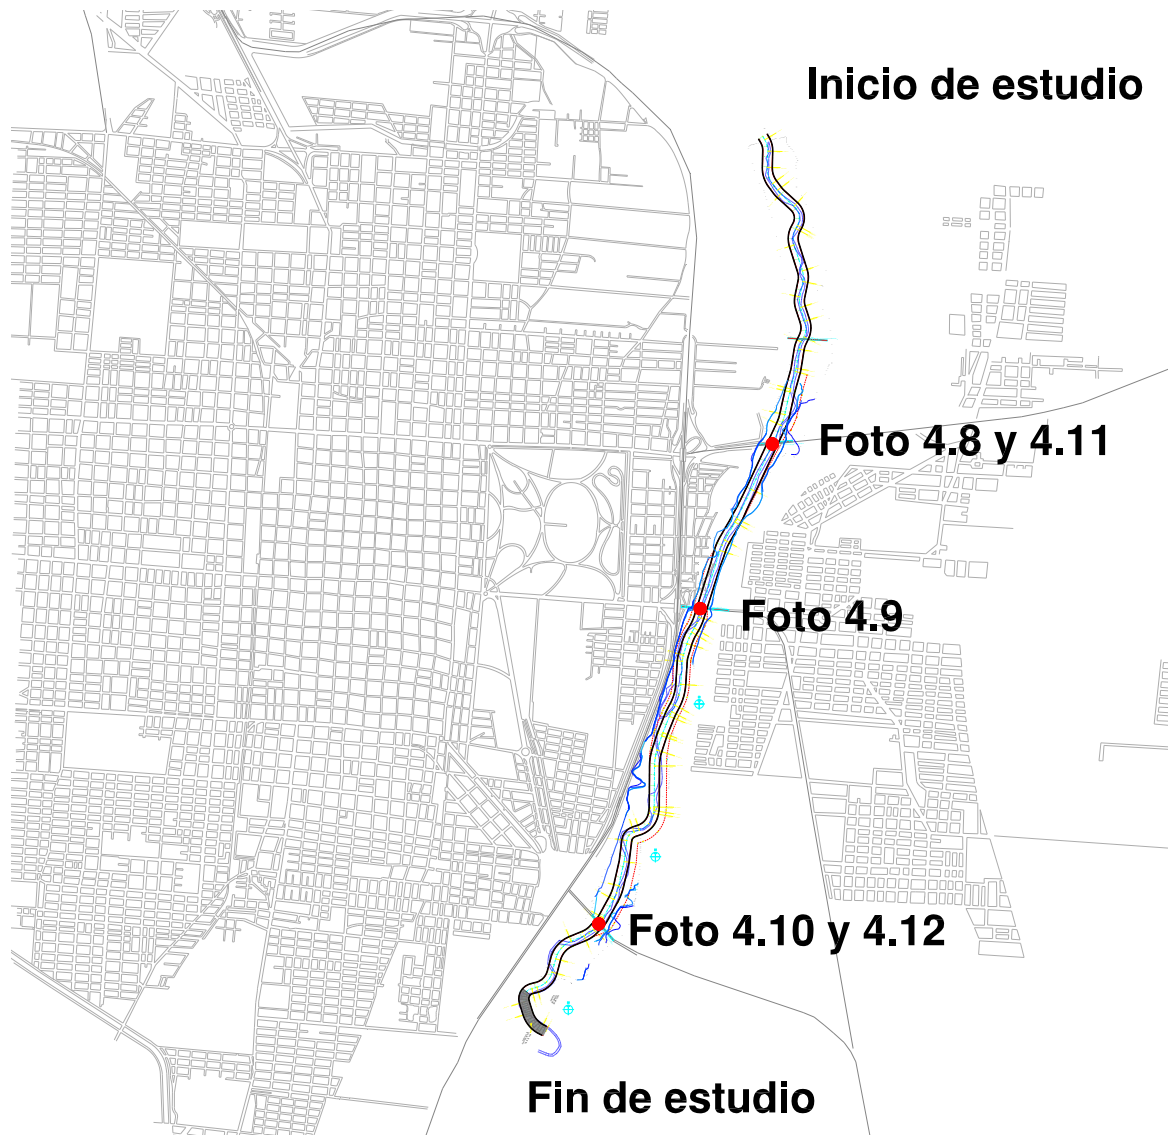 Inicio de estudio
Foto 4.8 y 4.11
Foto 4.9
Foto 4.10 y 4.12
Fin de estudio